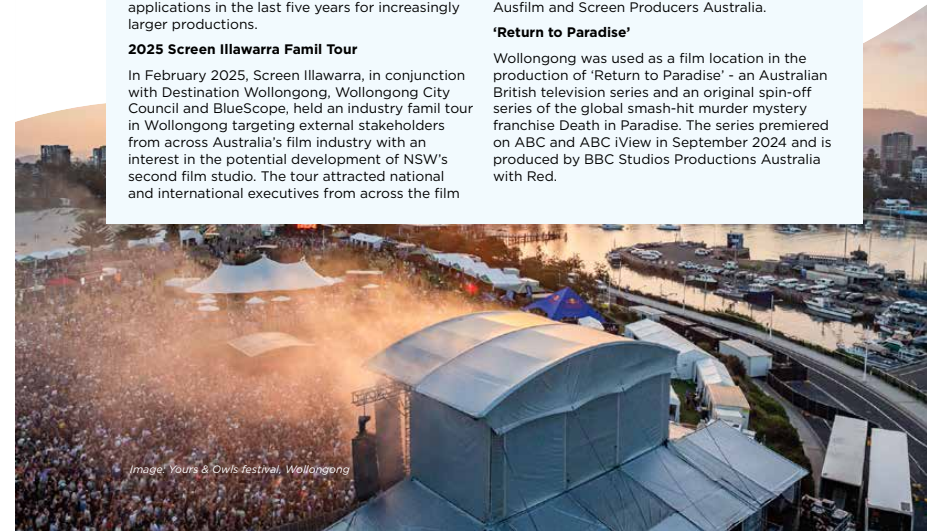 applications in the last five years for increasingly
larger productions.
2025 Screen Illawarra Famil Tour
In February 2025, Screen Illawarra, in conjunction
with Destination Wollongong, Wollongong City
Council and BlueScope, held an industry famil tour
in Wollongong targeting external stakeholders
from across Australia’s film industry with an
interest in the potential development of NSW’s
second film studio. The tour attracted national
and international executives from across the film
Ausfilm and Screen Producers Australia.
‘Return to Paradise’
Wollongong was used as a film location in the
production of ‘Return to Paradise’ - an Australian
British television series and an original spin-off
series of the global smash-hit murder mystery
franchise Death in Paradise. The series premiered
on ABC and ABC iView in September 2024 and is
produced by BBC Studios Productions Australia
with Red.
Image: Yours & Owls festival, Wollongong